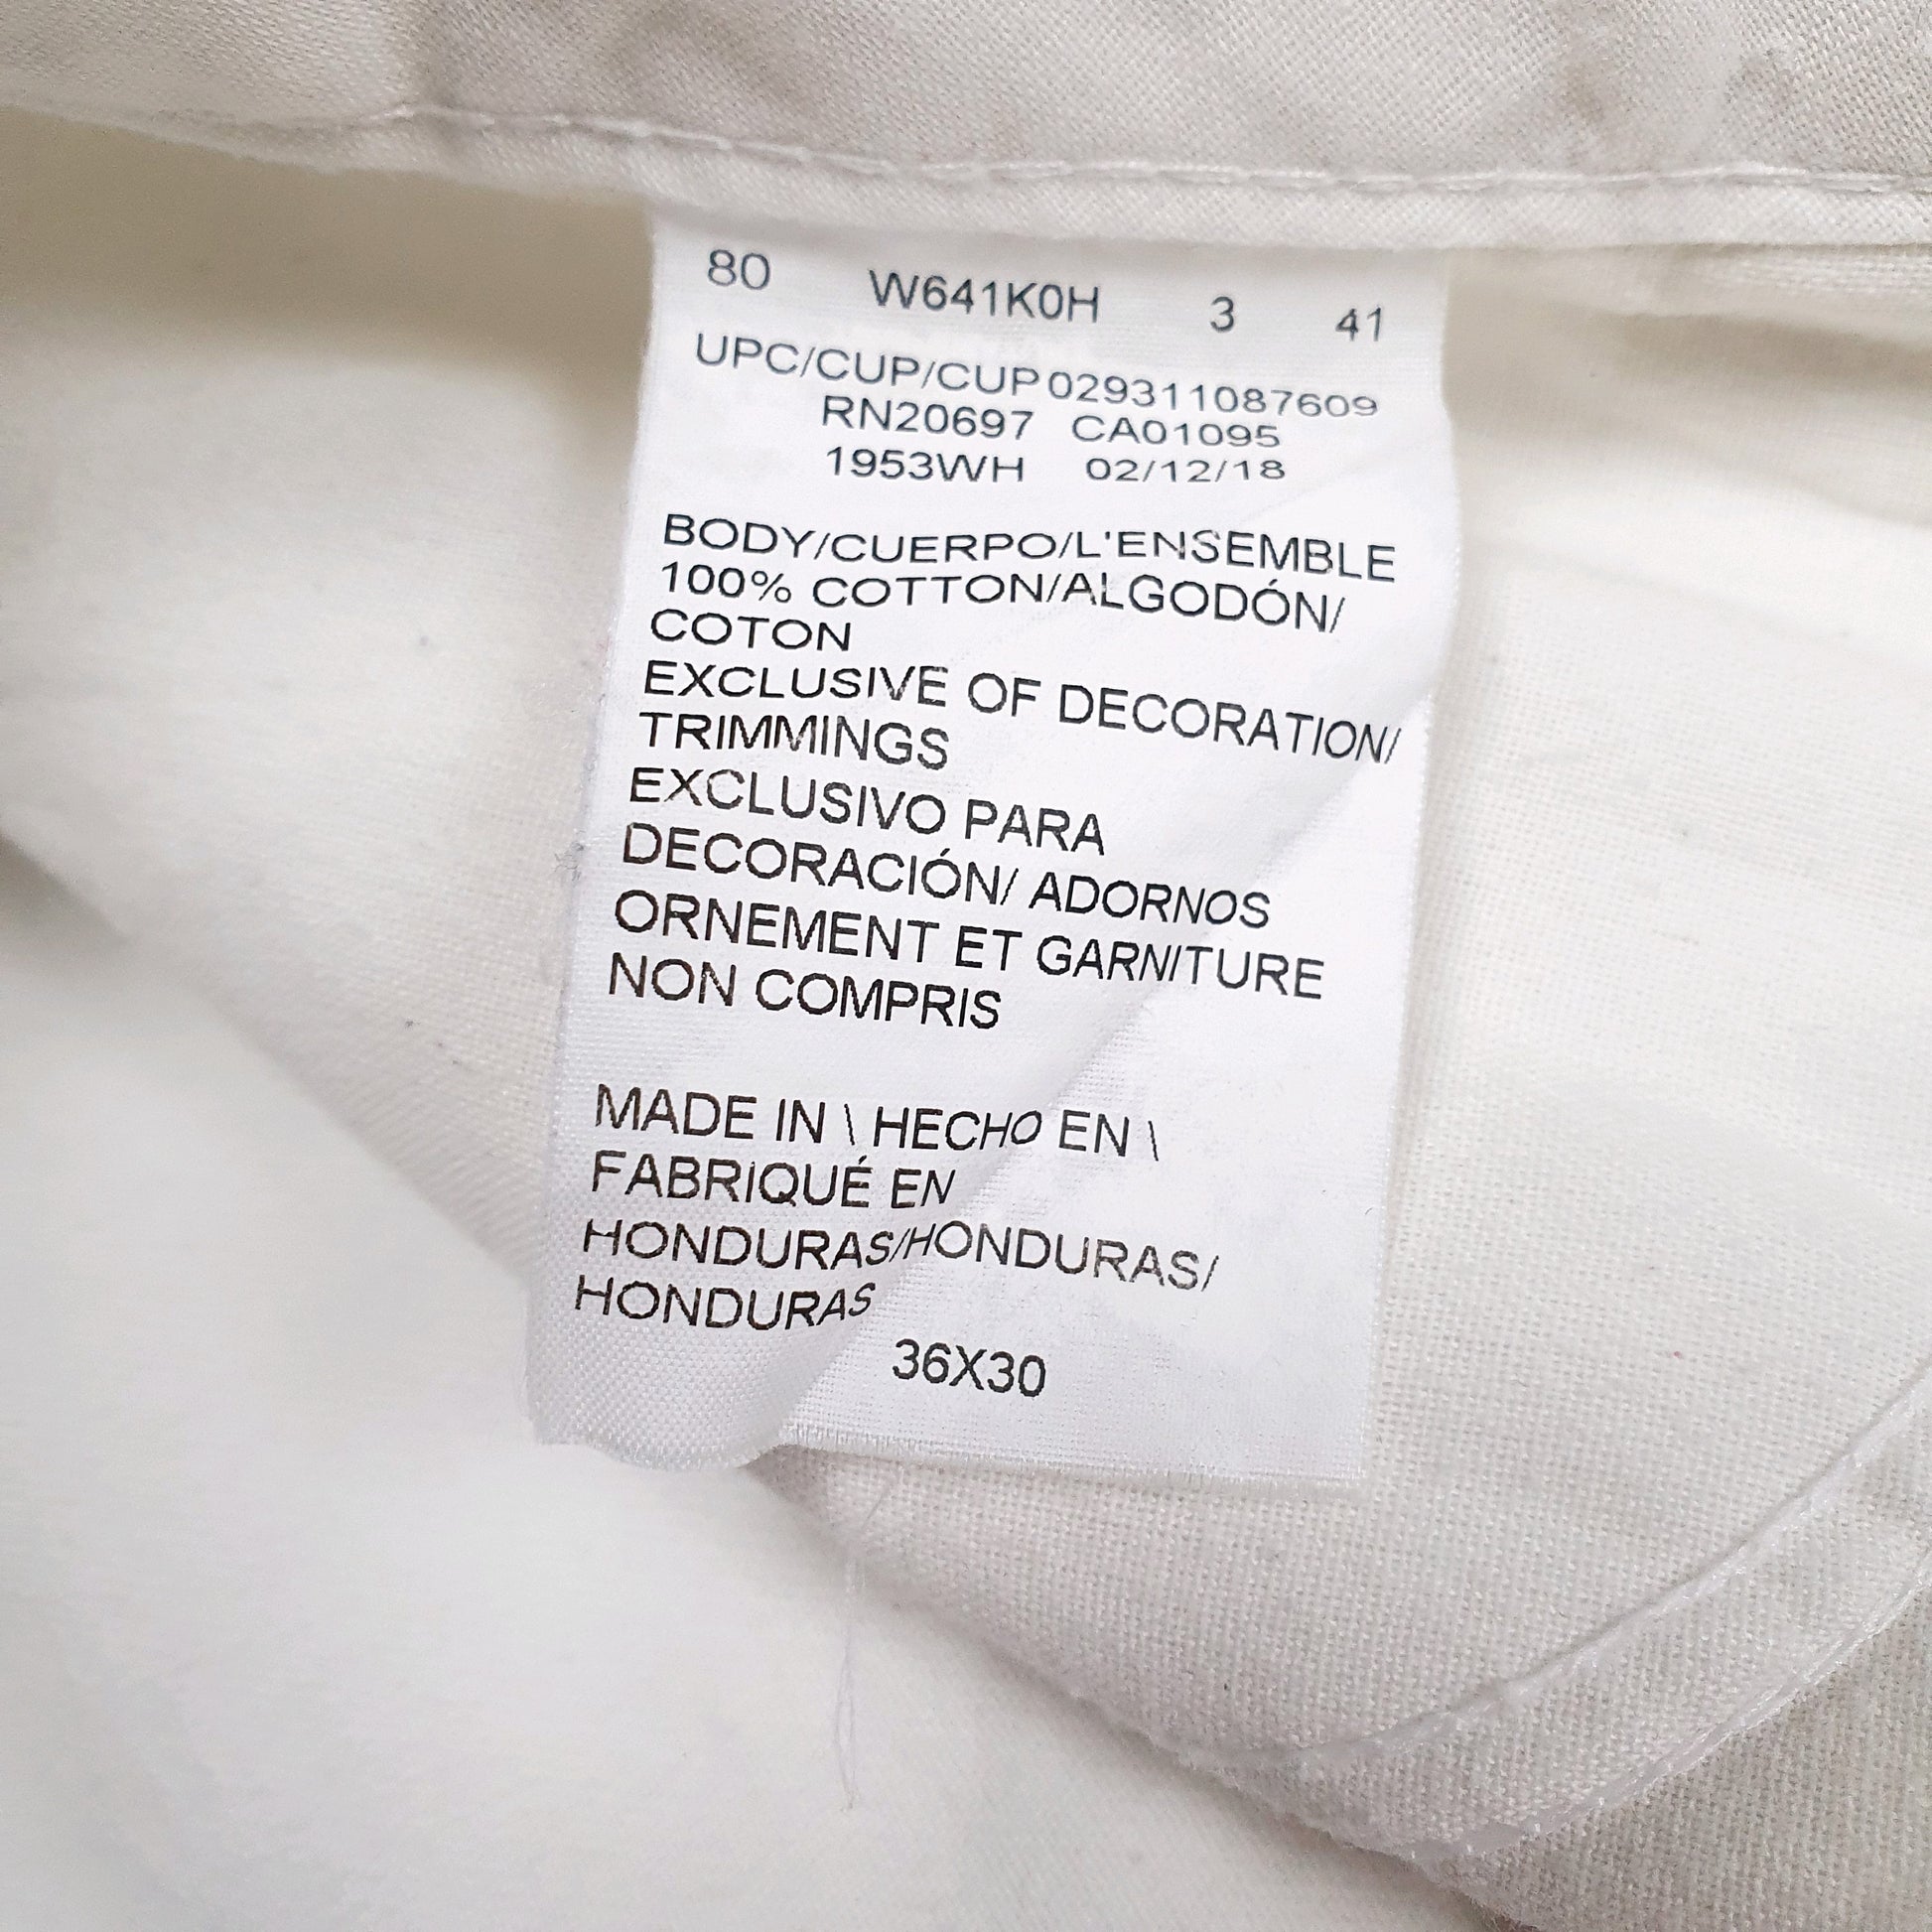 80 W641K0H 3 41
UPC/CUP/CUP 029311087609
RN20697 CA01095
1953WH 02/12/18
BODY/CUERPO/L'ENSEMBLE
100% COTTON/ALGODÓN/
COTON
EXCLUSIVE OF DECORATION/
TRIMMINGS
EXCLUSIVO PARA
DECORACIÓN/ ADORNOS
ORNEMENT ET GARNITURE
NON COMPRIS
MADE IN \ HECHO EN \
FABRIQUÉ EN
HONDURAS/HONDURAS/
HONDURAS
36X30